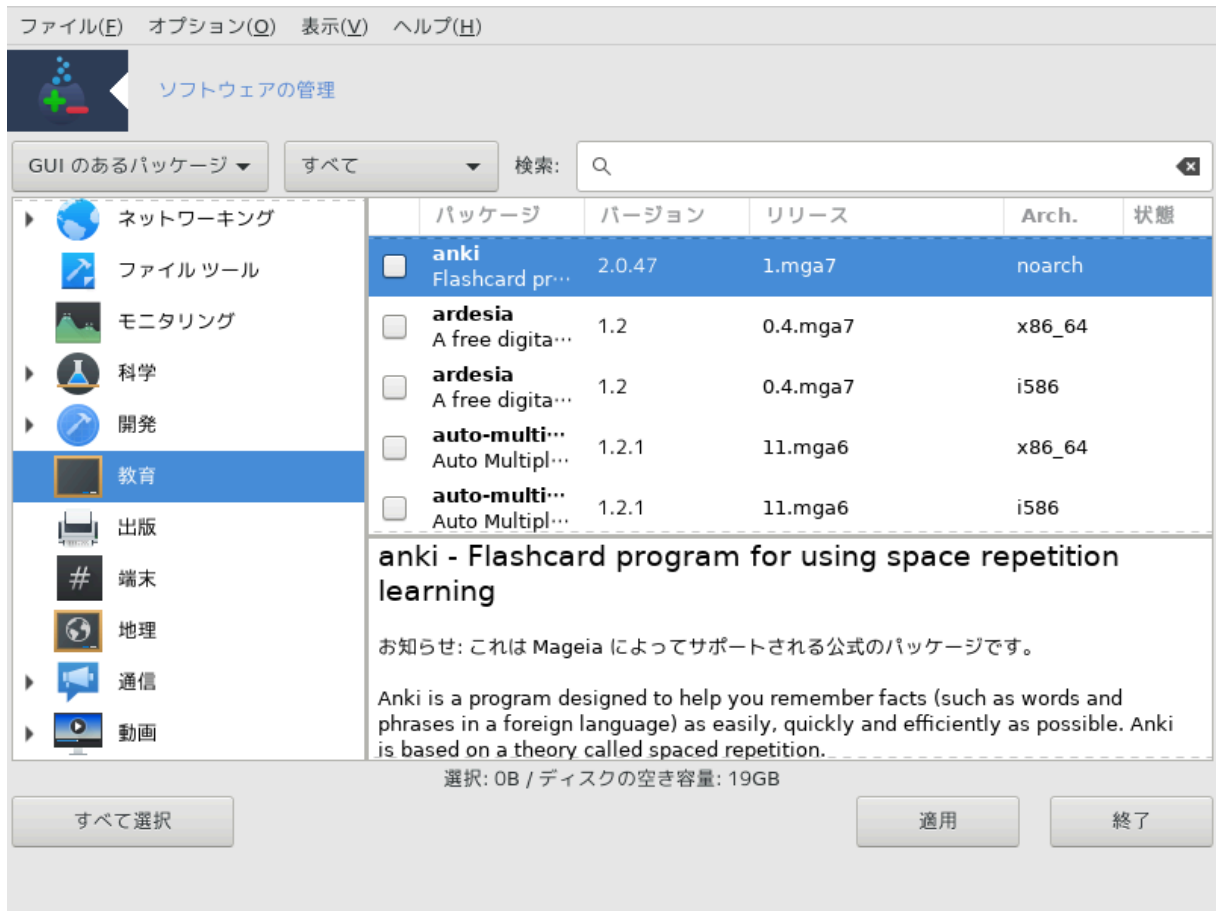 ファイル(F) オプション(O) 表示(V) ヘルプ(H)
ソフトウェアの管理
GUI のあるパッケージ すべて 検索:
ネットワーキング
ファイル ツール
モニタリング
科学
開発
教育
出版
端末
地理
通信
動画
パッケージ バージョン リリース Arch. 状態
anki
Flashcard pr… 2.0.47 1.mga7 noarch
ardesia
A free digita… 1.2 0.4.mga7 x86_64
ardesia
A free digita… 1.2 0.4.mga7 i586
auto-multi…
Auto Multipl… 1.2.1 11.mga6 x86_64
auto-multi…
Auto Multipl… 1.2.1 11.mga6 i586
anki - Flashcard program for using space repetition
learning
お知らせ: これは Mageia によってサポートされる公式のパッケージです。
Anki is a program designed to help you remember facts (such as words and
phrases in a foreign language) as easily, quickly and efficiently as possible. Anki
is based on a theory called spaced repetition.
選択: 0B / ディスクの空き容量: 19GB
すべて選択 適用 終了